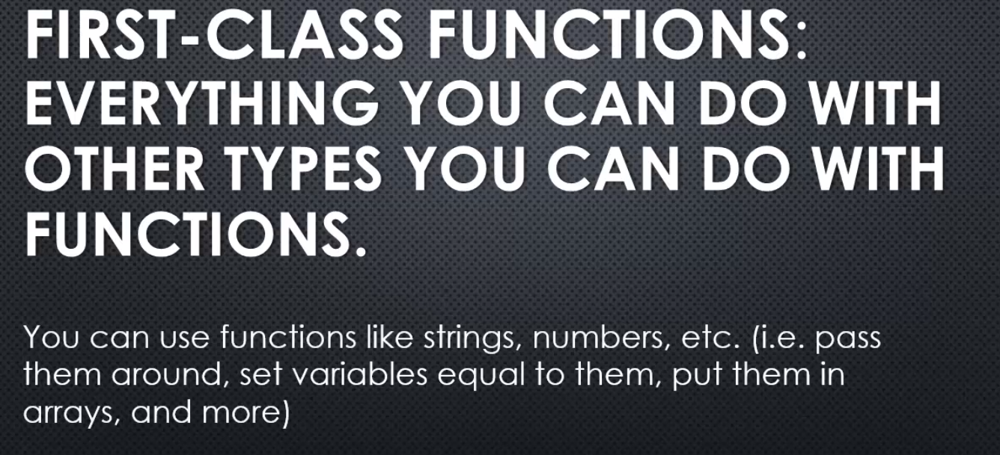 FIRST-CLASS FUNCTIONS:
EVERYTHING YOU CAN DO WITH
OTHER TYPES YOU CAN DO WITH
FUNCTIONS.
You can use functions like strings, numbers, etc. (i.e. pass
them around, set variables equal to them, put them in
arrays, and more)